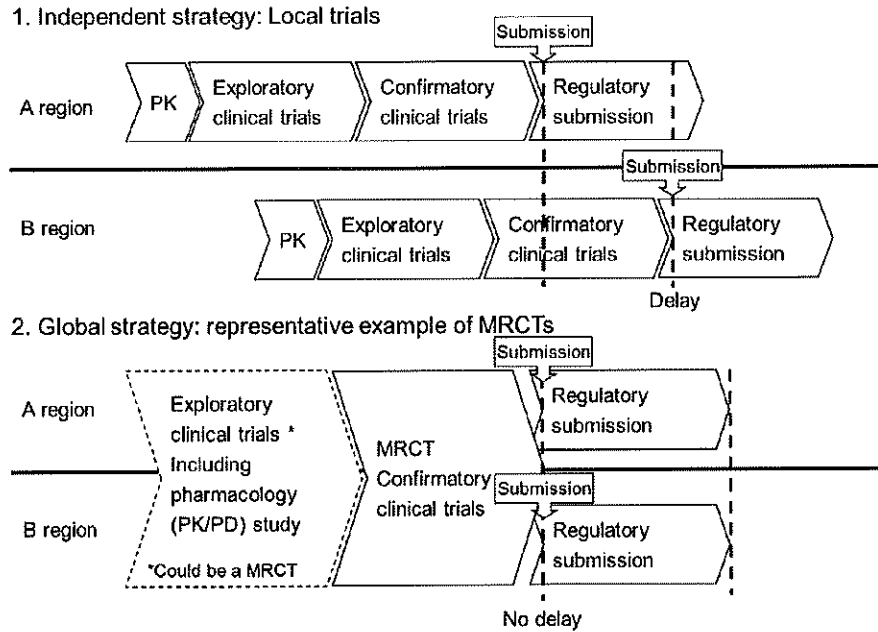 1. Independent strategy: Local trials
Submission
A region
PK
Exploratory
clinical trials
Confirmatory
clinical trials
Regulatory
submission
Submission
B region
PK
Exploratory
clinical trials
Confirmatory
clinical trials
Regulatory
submission
Delay
2. Global strategy: representative example of MRCTs
Submission
A region
Exploratory
clinical trials *
Including
pharmacology
(PK/PD) study
*Could be a MRCT
MRCT
Confirmatory
clinical trials
Regulatory
submission
B region
Submission
Regulatory
submission
No delay